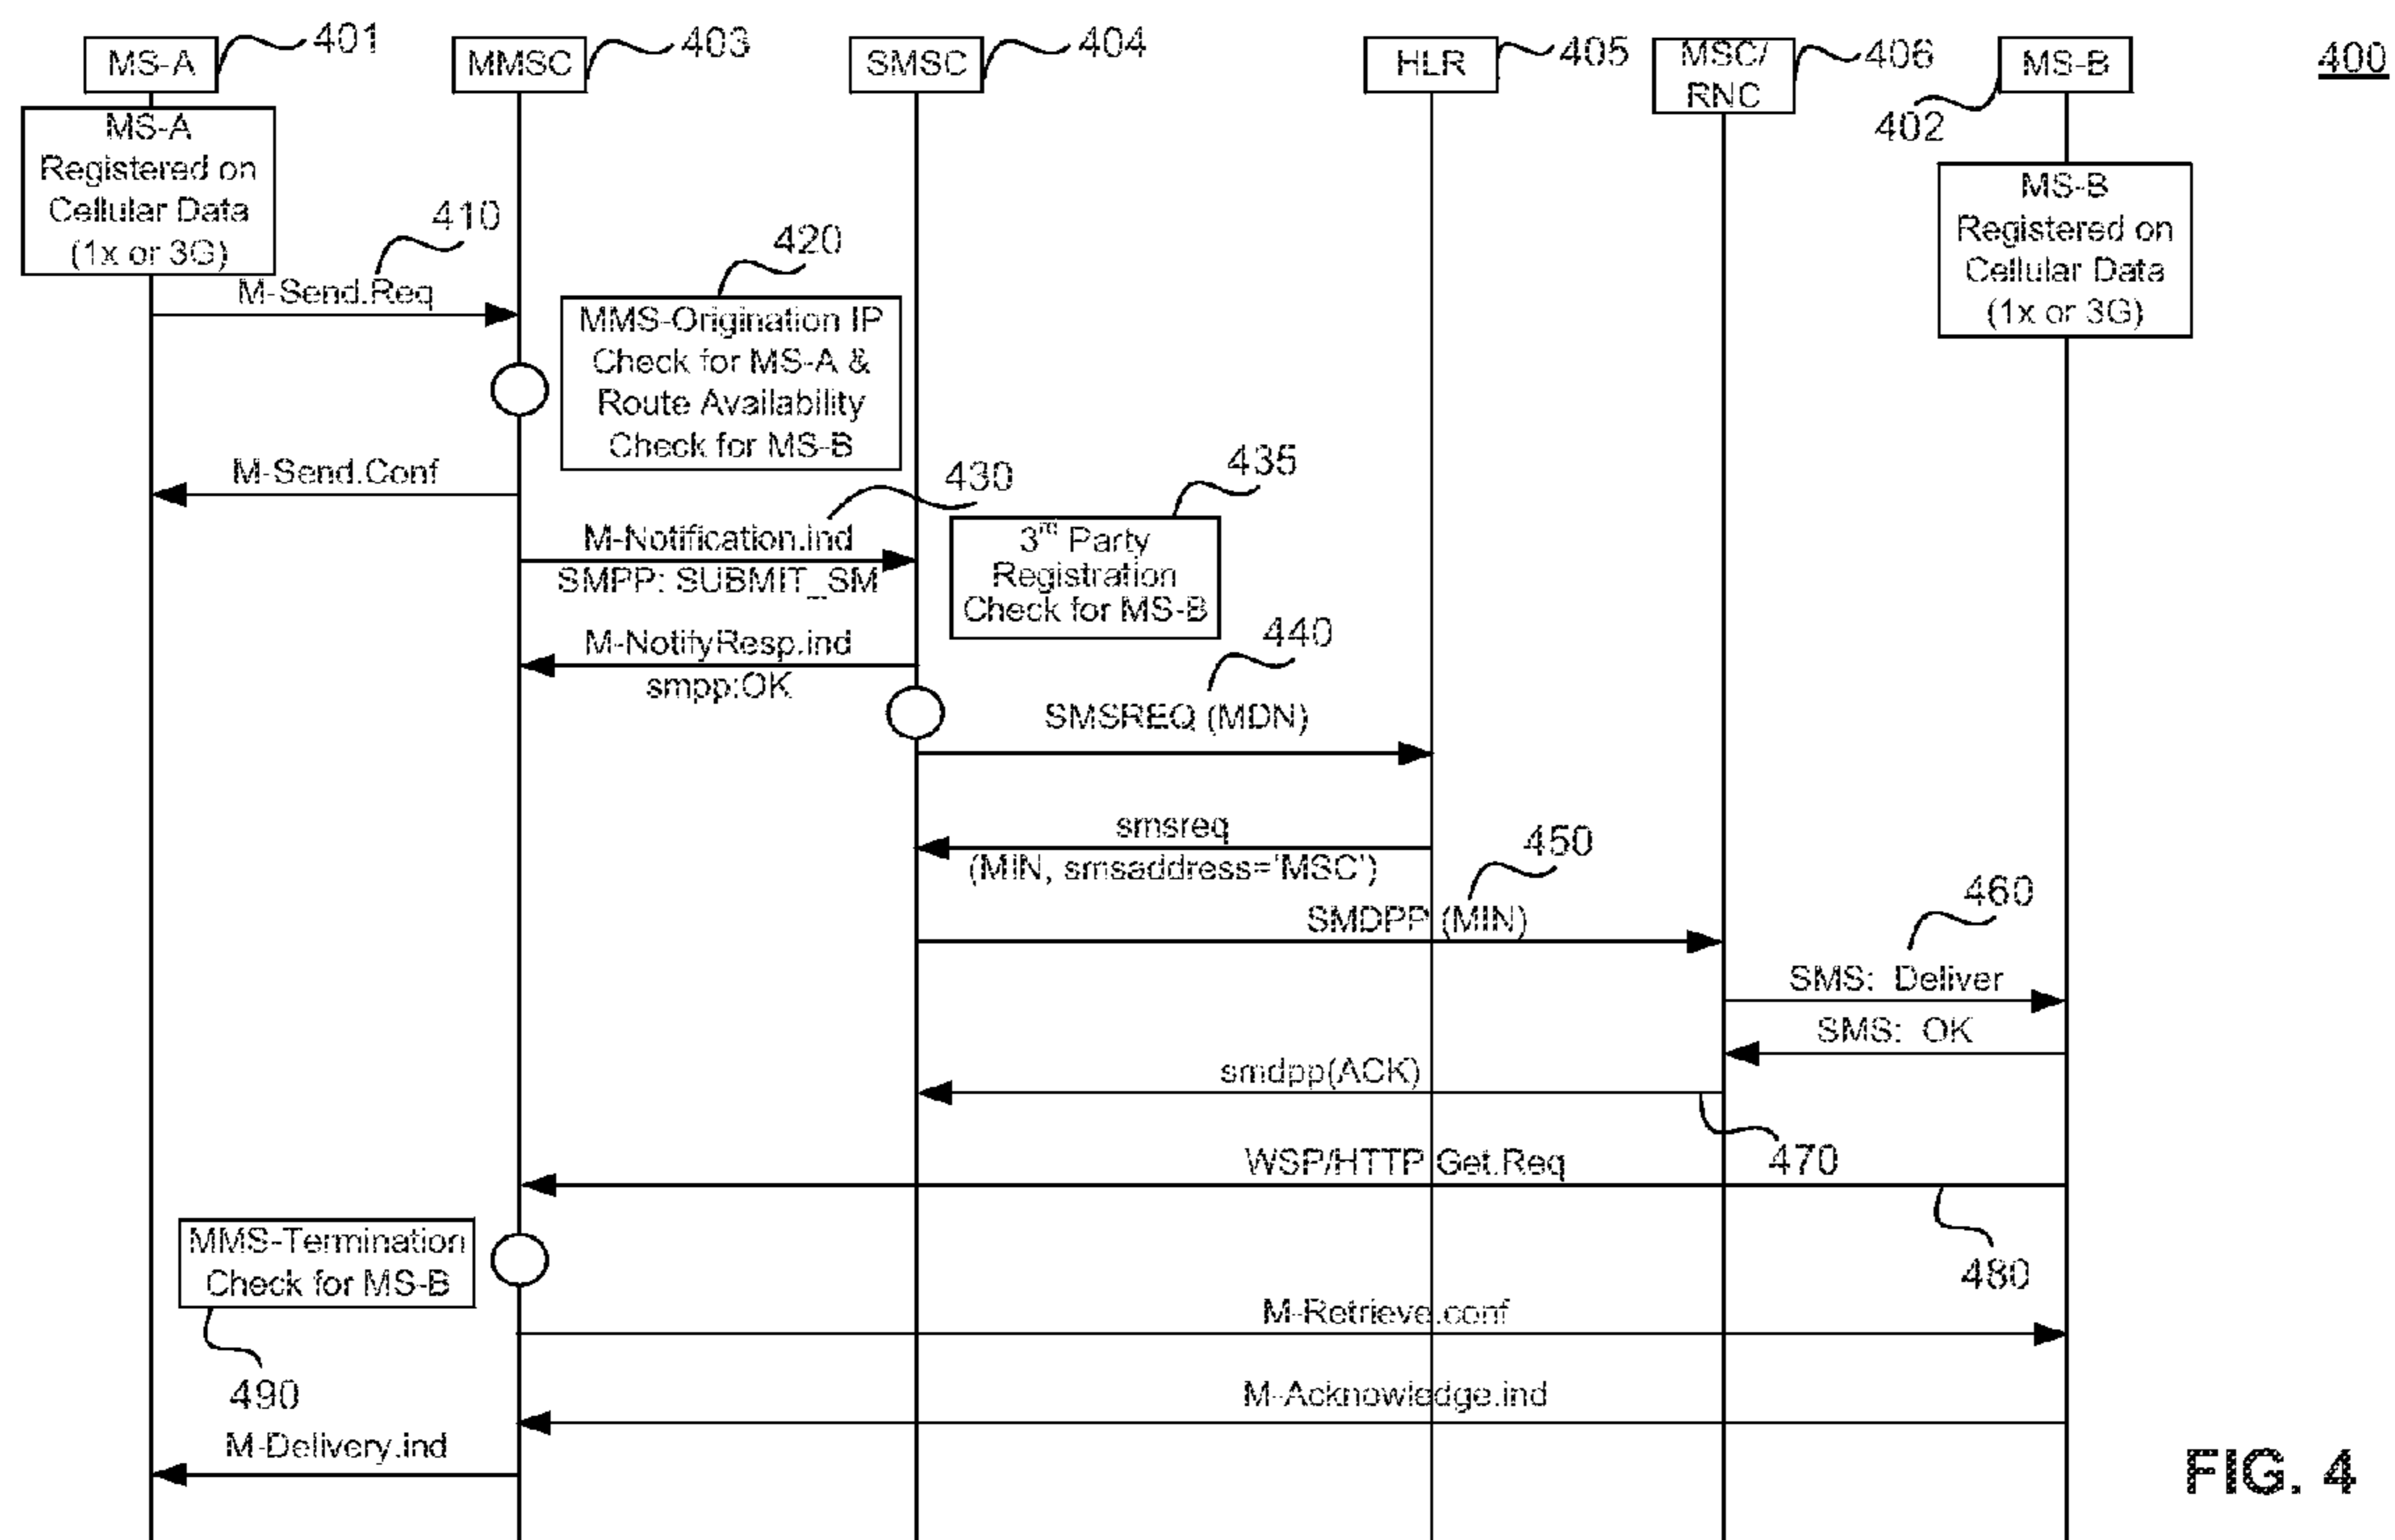 MS-A
401
MMSC
403
SMSC
404
HLR
405
MSC/
RNC
406
MS-B
402
400
MS-A
Registered on
Cellular Data
(1x or 3G)
MS-B
Registered on
Cellular Data
(1x or 3G)
410
M-Send.Req
420
MMS-Origination IP
Check for MS-A &
Route Availability
Check for MS-B
M-Send.Conf
430
M-Notification.ind
SMPP: SUBMIT_SM
435
3rd Party
Registration
Check for MS-B
M-NotifyResp.ind
smpp:OK
440
SMSREQ (MDN)
smsreq
(MIN, smsaddress='MSC')
450
SMDPP (MIN)
460
SMS: Deliver
SMS: OK
smdpp(ACK)
470
WSP/HTTP Get.Req
480
MMS-Termination
Check for MS-B
490
M-Retrieve.conf
M-Acknowledge.ind
M-Delivery.ind
FIG. 4